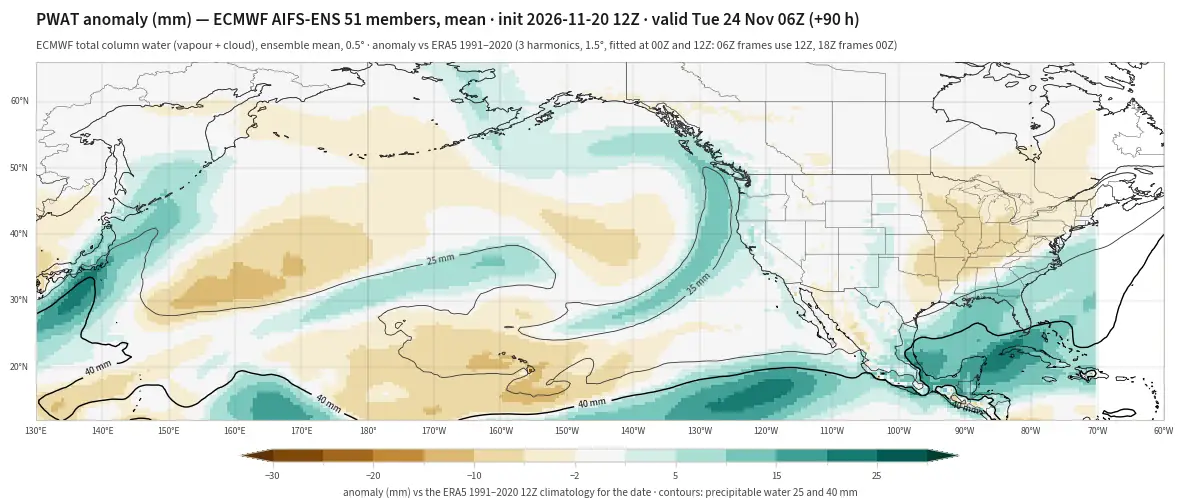 PWAT anomaly (mm) — ECMWF AIFS-ENS 51 members, mean · init 2026-11-20 12Z · valid Tue 24 Nov 06Z (+90 h)
ECMWF total column water (vapour + cloud), ensemble mean, 0.5° · anomaly vs ERA5 1991–2020 (3 harmonics, 1.5°, fitted at 00Z and 12Z: 06Z frames use 12Z, 18Z frames 00Z)
60°N
50°N
40°N
30°N
20°N
25 mm
25 mm
40 mm
40 mm
40 mm
40 mm
130°E 140°E 150°E 160°E 170°E 180° 170°W 160°W 150°W 140°W 130°W 120°W 110°W 100°W 90°W 80°W 70°W 60°W
−30 −20 −10 −2 5 15 25
anomaly (mm) vs the ERA5 1991–2020 12Z climatology for the date · contours: precipitable water 25 and 40 mm